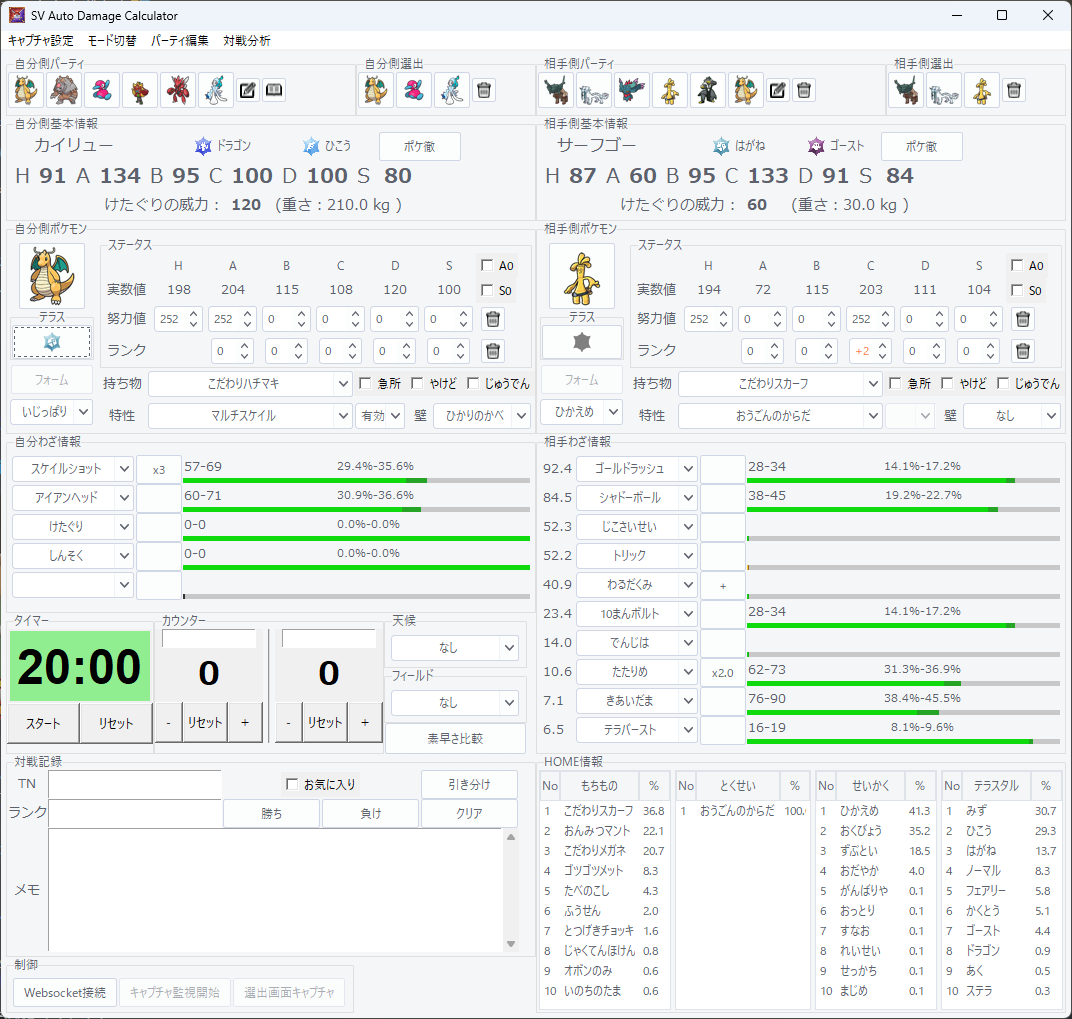 SV Auto Damage Calculator
キャプチャ設定 モード切替 パーティ編集 対戦分析
自分側パーティ 自分側選出 相手側パーティ 相手側選出
自分側基本情報
カイリュー ドラゴン ひこう ポケ徹
H 91 A 134 B 95 C 100 D 100 S 80
けたぐりの威力： 120 （重さ：210.0 kg ）
相手側基本情報
サーフゴー はがね ゴースト ポケ徹
H 87 A 60 B 95 C 133 D 91 S 84
けたぐりの威力： 60 （重さ：30.0 kg ）
自分側ポケモン
ステータス
H A B C D S A0
実数値 198 204 115 108 120 100 S0
テラス 努力値 252 252 0 0 0 0
ランク 0 0 0 0 0
フォーム 持ち物 こだわりハチマキ 急所 やけど じゅうでん
いじっぱり 特性 マルチスケイル 有効 壁 ひかりのかべ
相手側ポケモン
ステータス
H A B C D S A0
実数値 194 72 115 203 111 104 S0
テラス 努力値 252 0 0 252 0 0
ランク 0 0 +2 0 0
フォーム 持ち物 こだわりスカーフ 急所 やけど じゅうでん
ひかえめ 特性 おうごんのからだ 壁 なし
自分わざ情報
スケイルショット x3 57-69 29.4%-35.6%
アイアンヘッド 60-71 30.9%-36.6%
けたぐり 0-0 0.0%-0.0%
しんそく 0-0 0.0%-0.0%
相手わざ情報
92.4 ゴールドラッシュ 28-34 14.1%-17.2%
84.5 シャドーボール 38-45 19.2%-22.7%
52.3 じこさいせい
52.2 トリック
40.9 わるだくみ +
23.4 10まんボルト 28-34 14.1%-17.2%
14.0 でんじは
10.6 たたりめ x2.0 62-73 31.3%-36.9%
7.1 きあいだま 76-90 38.4%-45.5%
6.5 テラバースト 16-19 8.1%-9.6%
タイマー カウンター 天候
20:00 0 0 なし
フィールド
なし
スタート リセット - リセット + - リセット + 素早さ比較
対戦記録
TN お気に入り 引き分け
ランク 勝ち 負け クリア
メモ
制御
Websocket接続 キャプチャ監視開始 選出画面キャプチャ
HOME情報
No もちもの % No とくせい % No せいかく % No テラスタル %
1 こだわりスカーフ 36.8 1 おうごんのからだ 100. 1 ひかえめ 41.3 1 みず 30.7
2 おんみつマント 22.1 2 おくびょう 35.2 2 ひこう 29.3
3 こだわりメガネ 20.7 3 ずぶとい 18.5 3 はがね 13.7
4 ゴツゴツメット 8.3 4 おだやか 4.0 4 ノーマル 8.3
5 たべのこし 4.3 5 がんばりや 0.1 5 フェアリー 5.8
6 ふうせん 2.0 6 おっとり 0.1 6 かくとう 5.1
7 とつげきチョッキ 1.6 7 すなお 0.1 7 ゴースト 4.4
8 じゃくてんほけん 0.8 8 れいせい 0.1 8 ドラゴン 0.9
9 オボンのみ 0.6 9 せっかち 0.1 9 あく 0.5
10 いのちのたま 0.6 10 まじめ 0.1 10 ステラ 0.3